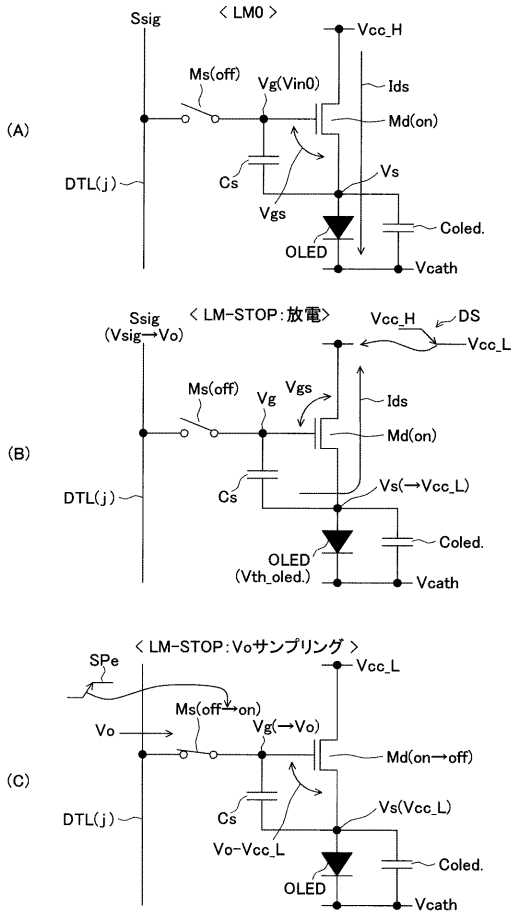 < LM0 >
Ssig
Vcc_H
Ms(off)
Vg(Vin0)
Ids
(A)
Md(on)
Cs
Vs
DTL(j)
Vgs
OLED
Coled.
Vcath
< LM-STOP:放電 >
Ssig
(Vsig→Vo)
Vcc_H
DS
Vcc_L
Ms(off)
Vg
Vgs
Ids
Md(on)
(B)
Cs
Vs(→Vcc_L)
DTL(j)
OLED
(Vth_oled.)
Coled.
Vcath
< LM-STOP:Voサンプリング >
SPe
Vcc_L
Ms(off→on)
Vo
Vg(→Vo)
Md(on→off)
(C)
Cs
Vs(Vcc_L)
DTL(j)
Vo-Vcc_L
OLED
Coled.
Vcath